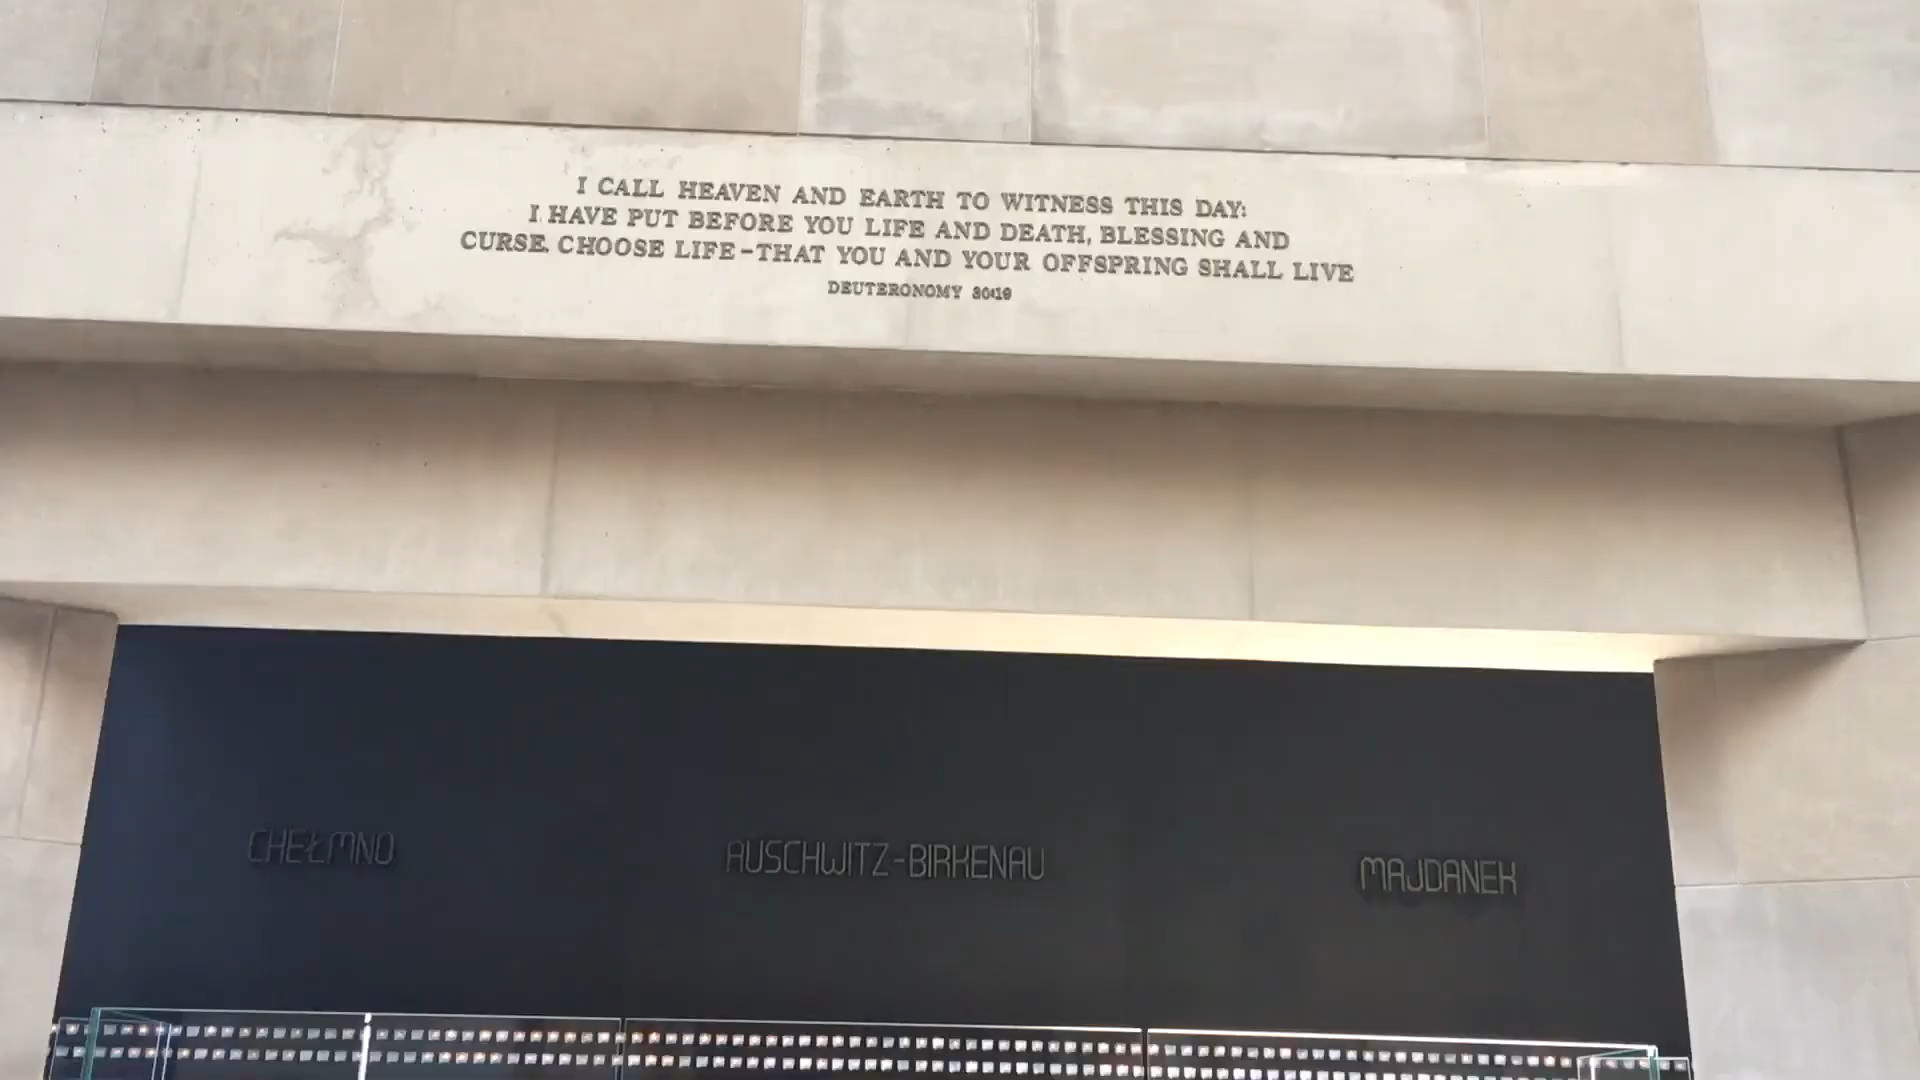 I CALL HEAVEN AND EARTH TO WITNESS THIS DAY:
I HAVE PUT BEFORE YOU LIFE AND DEATH, BLESSING AND
CURSE. CHOOSE LIFE-THAT YOU AND YOUR OFFSPRING SHALL LIVE
DEUTERONOMY 30:19
CHEŁMNO
AUSCHWITZ-BIRKENAU
MAJDANEK